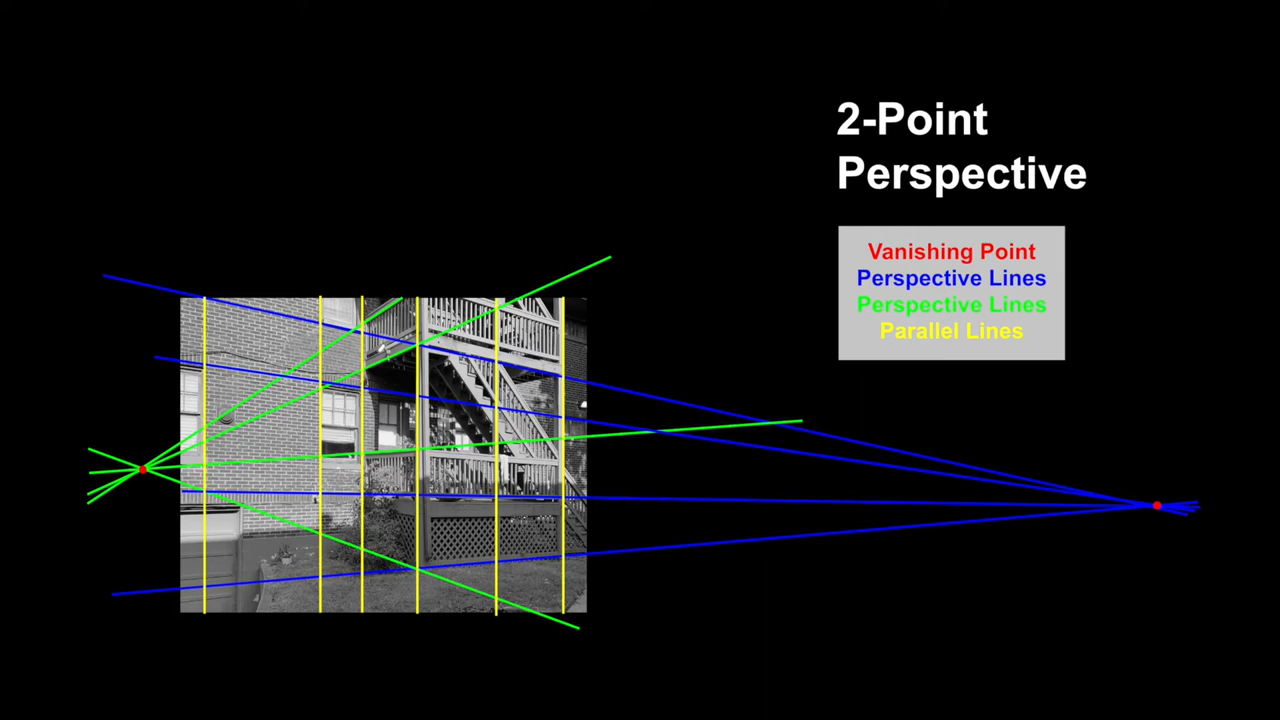 2-Point
Perspective
Vanishing Point
Perspective Lines
Perspective Lines
Parallel Lines